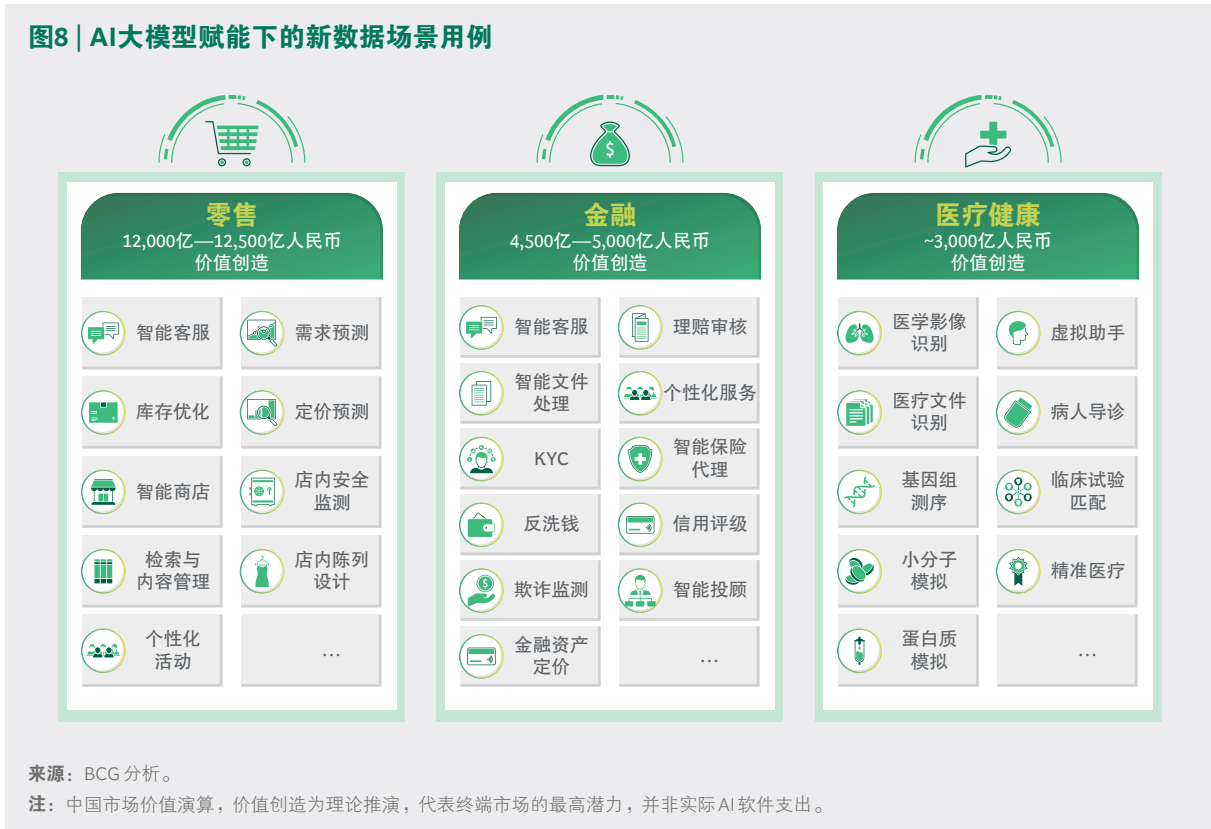 图8 | AI大模型赋能下的新数据场景用例
零售
12,000亿—12,500亿人民币
价值创造
智能客服
需求预测
库存优化
定价预测
智能商店
店内安全
监测
检索与
内容管理
店内陈列
设计
个性化
活动
…
金融
4,500亿—5,000亿人民币
价值创造
智能客服
理赔审核
智能文件
处理
个性化服务
KYC
智能保险
代理
反洗钱
信用评级
欺诈监测
智能投顾
金融资产
定价
…
医疗健康
~3,000亿人民币
价值创造
医学影像
识别
虚拟助手
医疗文件
识别
病人导诊
基因组
测序
临床试验
匹配
小分子
模拟
精准医疗
蛋白质
模拟
…
来源：BCG分析。
注：中国市场价值演算，价值创造为理论推演，代表终端市场的最高潜力，并非实际AI软件支出。